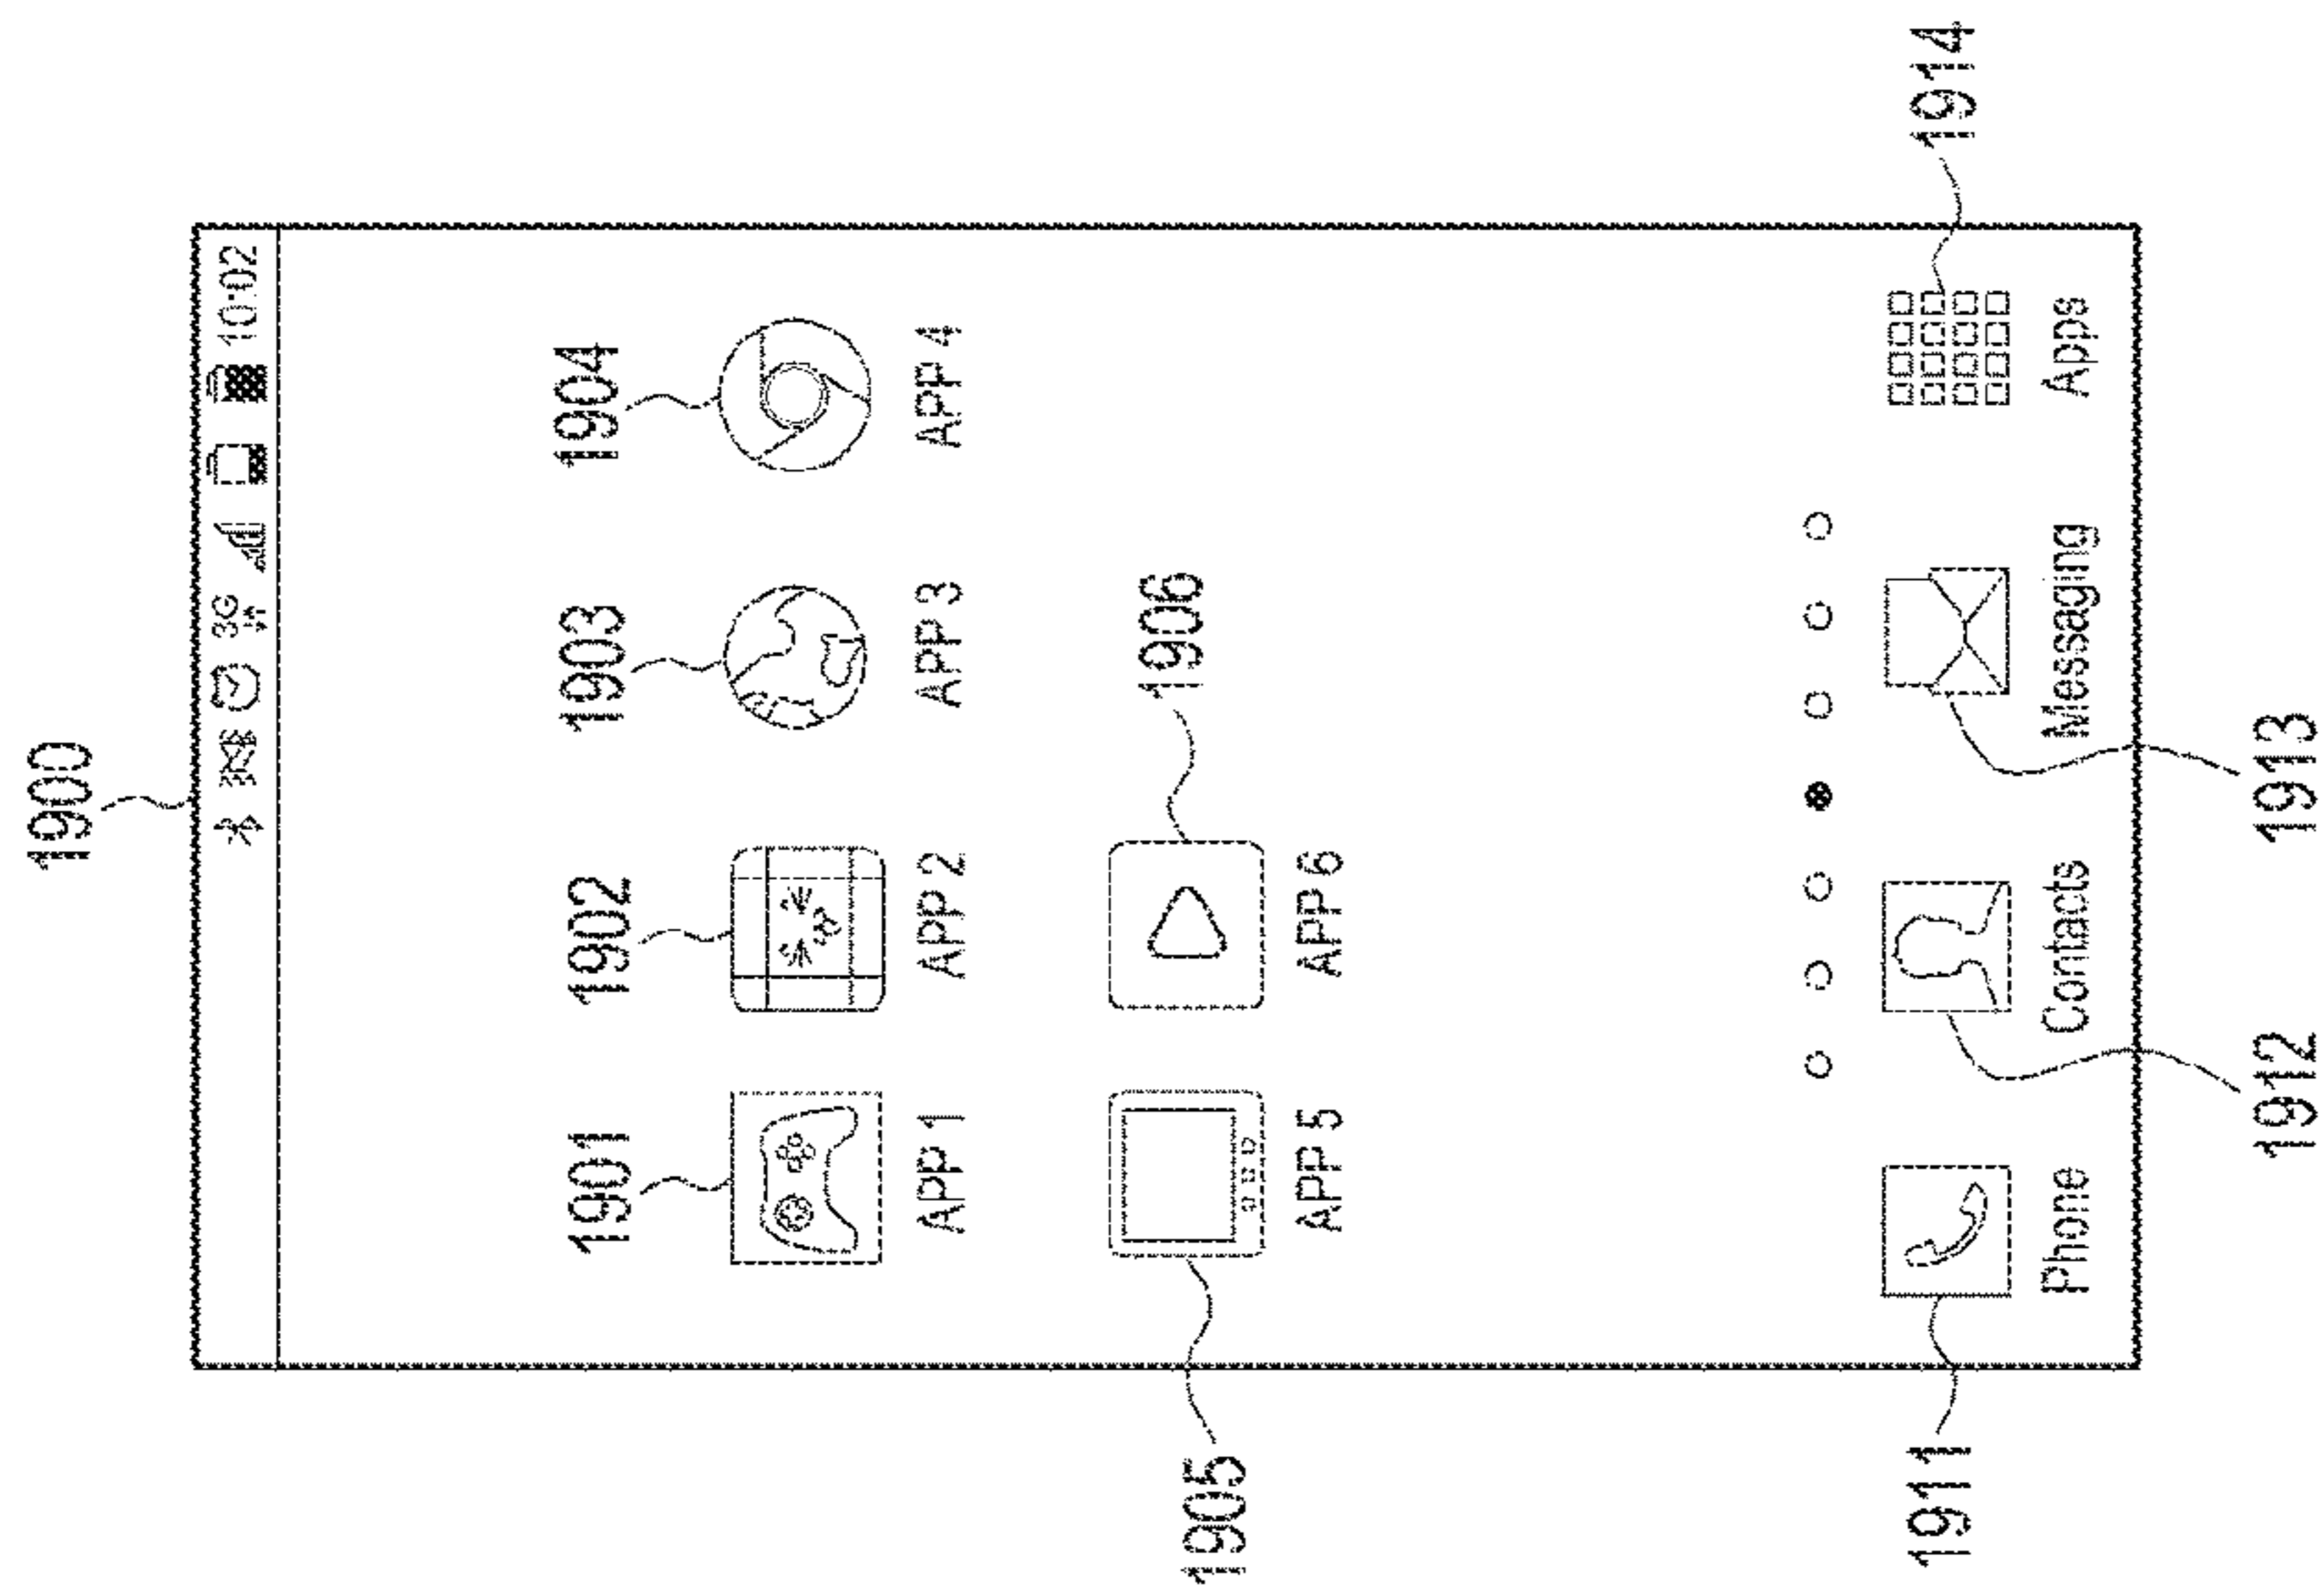 1900
3G 10:02
1901 1902 1903 1904
APP 1 APP 2 APP 3 APP 4
1905 1906
APP 5 APP 6
1911 Phone Contacts Messaging Apps 1914
1912 1913